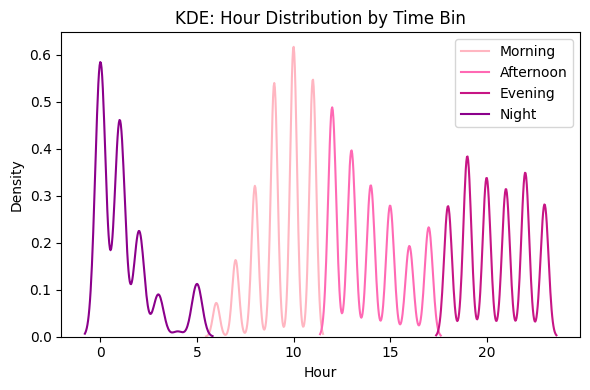 KDE: Hour Distribution by Time Bin
Morning
Afternoon
Evening
Night
Density
0.6
0.5
0.4
0.3
0.2
0.1
0.0
0 5 10 15 20
Hour